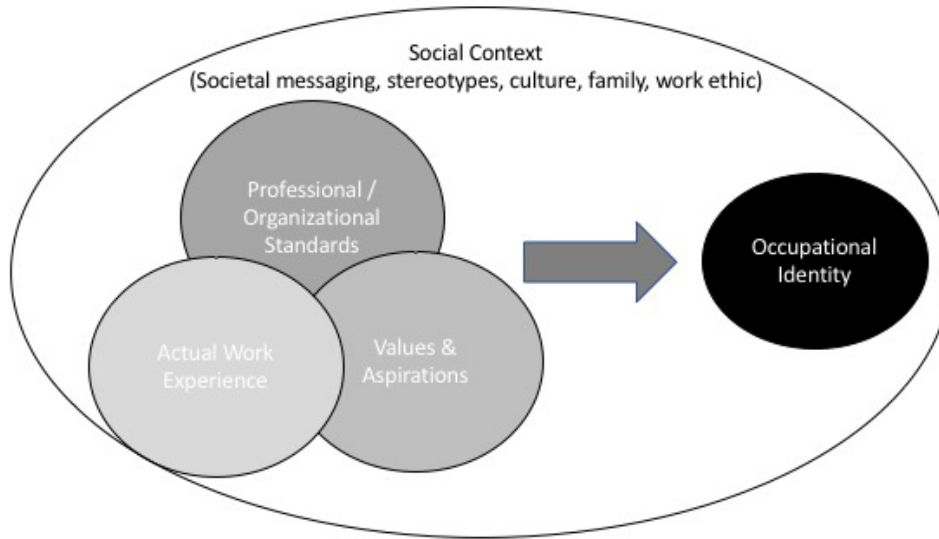 Social Context
(Societal messaging, stereotypes, culture, family, work ethic)
Professional /
Organizational
Standards
Actual Work
Experience
Values &
Aspirations
Occupational
Identity